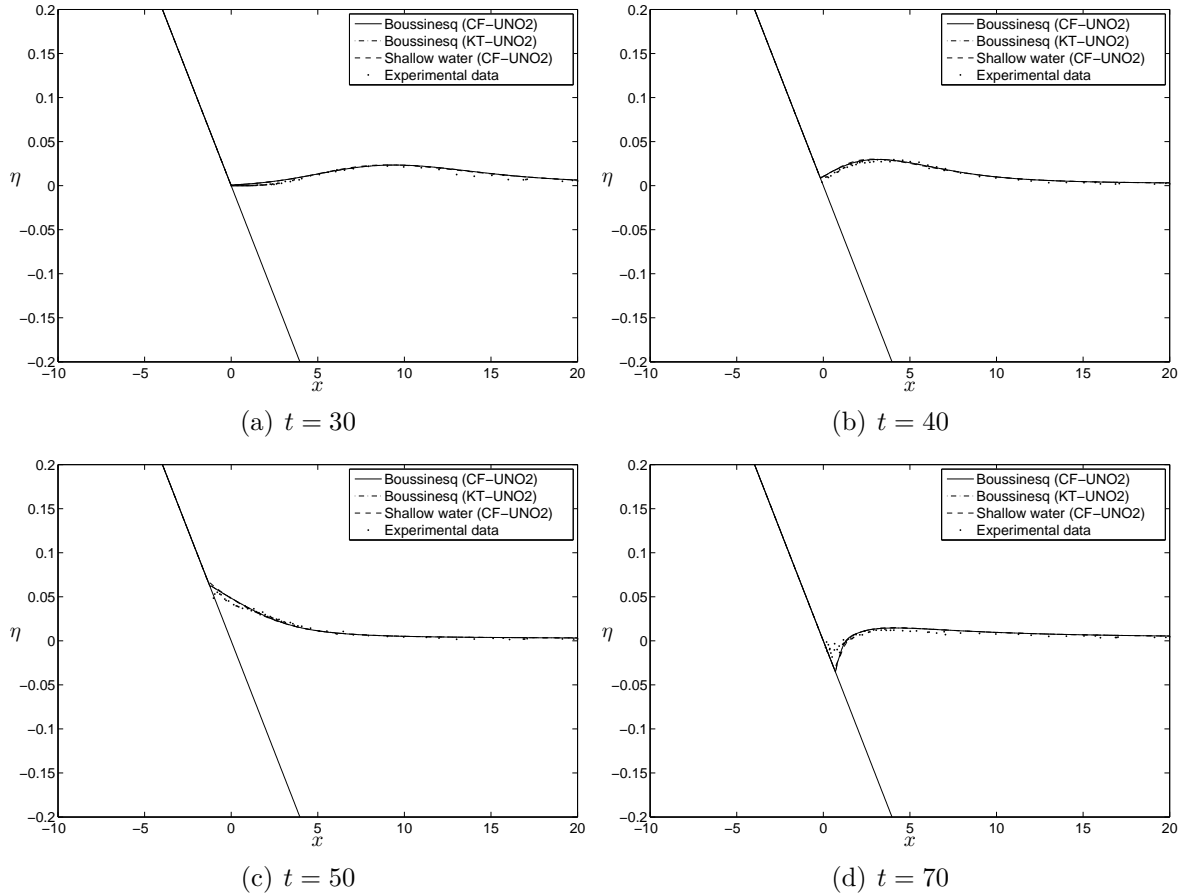 0.2
0.15
0.1
0.05
0
−0.05
−0.1
−0.15
−0.2
η
Boussinesq (CF−UNO2)
Boussinesq (KT−UNO2)
Shallow water (CF−UNO2)
Experimental data
−10 −5 0 5 10 15 20
x
(a) t = 30
0.2
0.15
0.1
0.05
0
−0.05
−0.1
−0.15
−0.2
η
Boussinesq (CF−UNO2)
Boussinesq (KT−UNO2)
Shallow water (CF−UNO2)
Experimental data
−10 −5 0 5 10 15 20
x
(b) t = 40
0.2
0.15
0.1
0.05
0
−0.05
−0.1
−0.15
−0.2
η
Boussinesq (CF−UNO2)
Boussinesq (KT−UNO2)
Shallow water (CF−UNO2)
Experimental data
−10 −5 0 5 10 15 20
x
(c) t = 50
0.2
0.15
0.1
0.05
0
−0.05
−0.1
−0.15
−0.2
η
Boussinesq (CF−UNO2)
Boussinesq (KT−UNO2)
Shallow water (CF−UNO2)
Experimental data
−10 −5 0 5 10 15 20
x
(d) t = 70